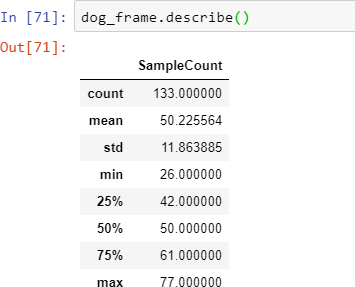 In [71]: dog_frame.describe()
Out[71]:
SampleCount
count 133.000000
mean 50.225564
std 11.863885
min 26.000000
25% 42.000000
50% 50.000000
75% 61.000000
max 77.000000